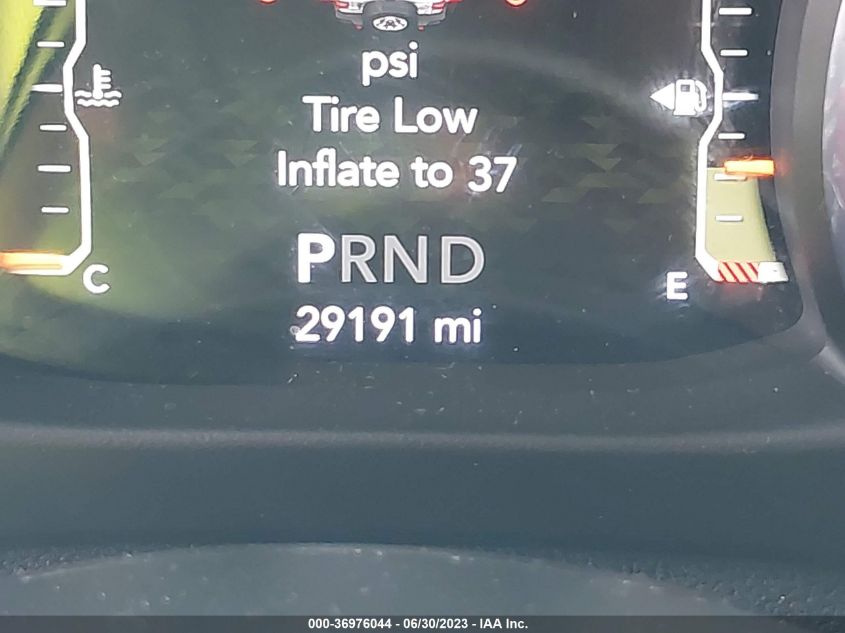 psi
Tire Low
Inflate to 37
PRND
C
E
29191 mi
000-36976044 - 06/30/2023 - IAA Inc.